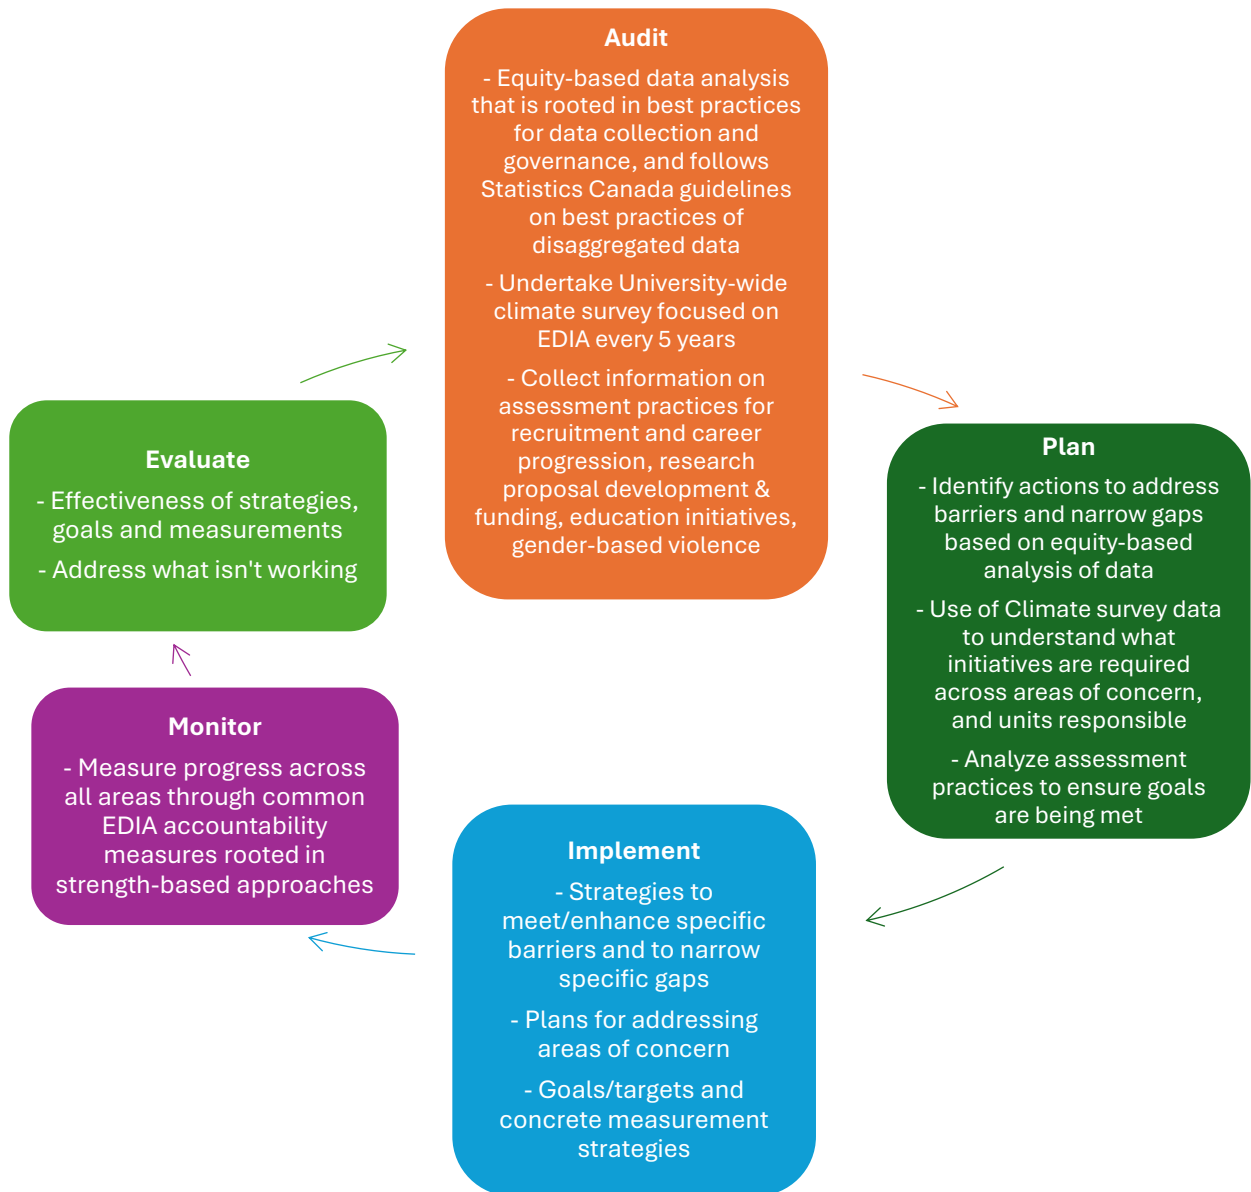 Audit
- Equity-based data analysis
that is rooted in best practices
for data collection and
governance, and follows
Statistics Canada guidelines
on best practices of
disaggregated data
- Undertake University-wide
climate survey focused on
EDIA every 5 years
- Collect information on
assessment practices for
recruitment and career
progression, research
proposal development &
funding, education initiatives,
gender-based violence
Plan
- Identify actions to address
barriers and narrow gaps
based on equity-based
analysis of data
- Use of Climate survey data
to understand what
initiatives are required
across areas of concern,
and units responsible
- Analyze assessment
practices to ensure goals
are being met
Implement
- Strategies to
meet/enhance specific
barriers and to narrow
specific gaps
- Plans for addressing
areas of concern
- Goals/targets and
concrete measurement
strategies
Monitor
- Measure progress across
all areas through common
EDIA accountability
measures rooted in
strength-based approaches
Evaluate
- Effectiveness of strategies,
goals and measurements
- Address what isn't working